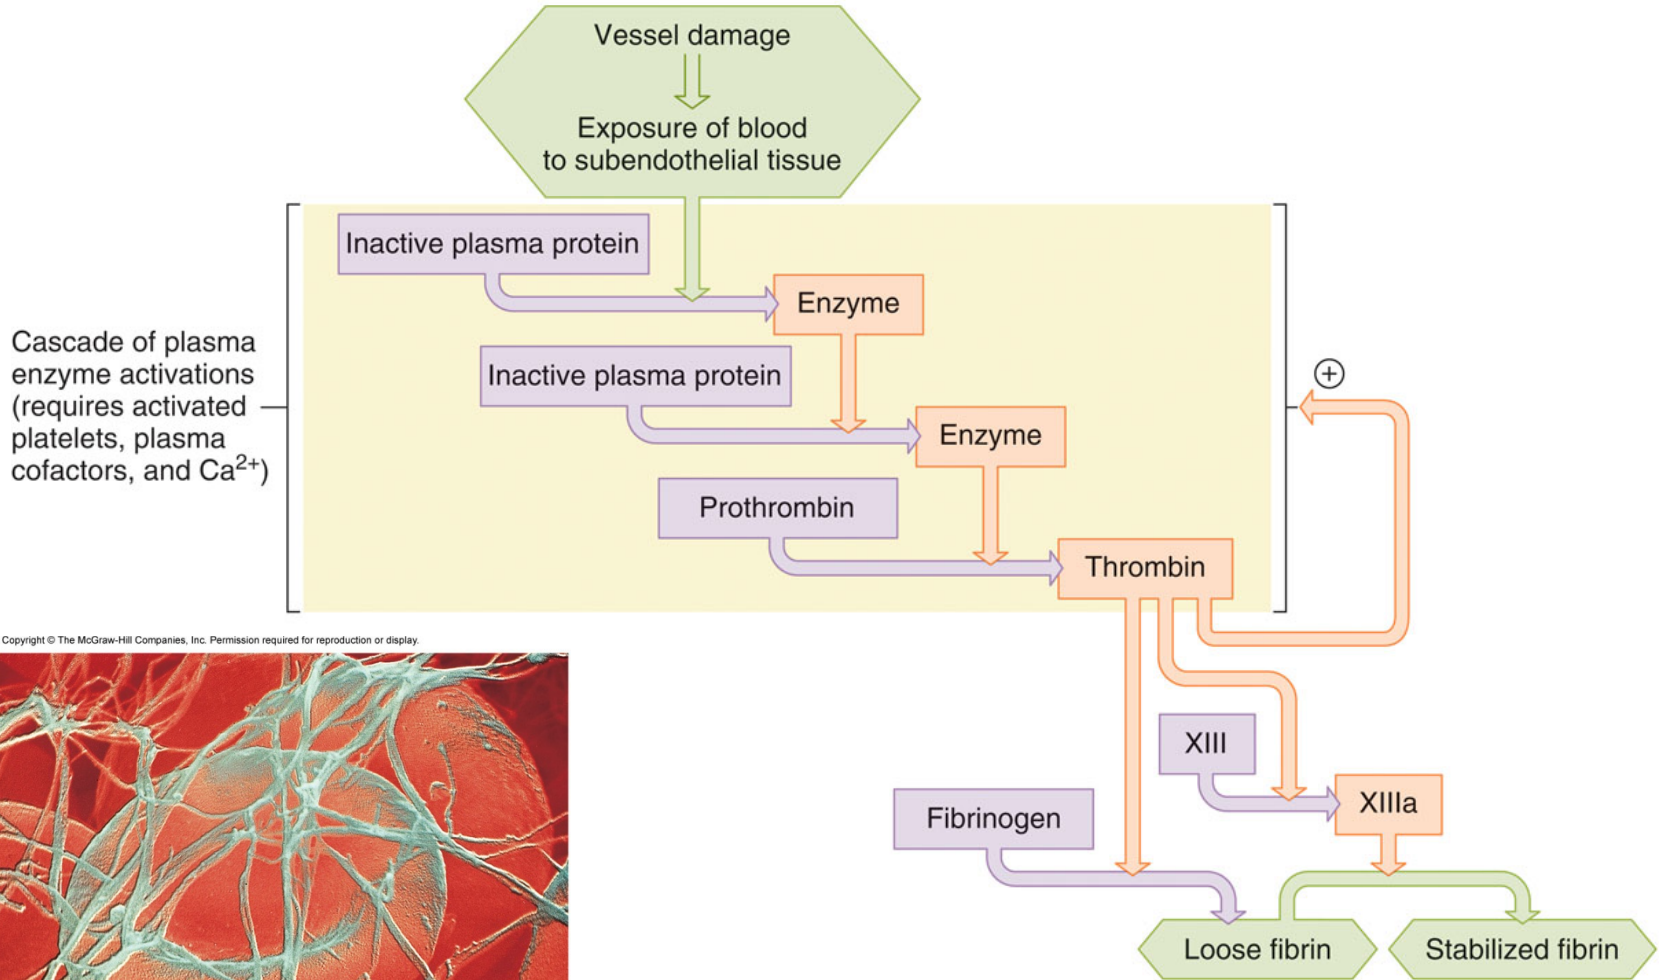 Vessel damage
Exposure of blood
to subendothelial tissue
Inactive plasma protein
Enzyme
Cascade of plasma
enzyme activations
(requires activated
platelets, plasma
cofactors, and Ca²⁺)
Inactive plasma protein
+
Enzyme
Prothrombin
Thrombin
Copyright © The McGraw-Hill Companies, Inc. Permission required for reproduction or display.
XIII
XIIIa
Fibrinogen
Loose fibrin
Stabilized fibrin